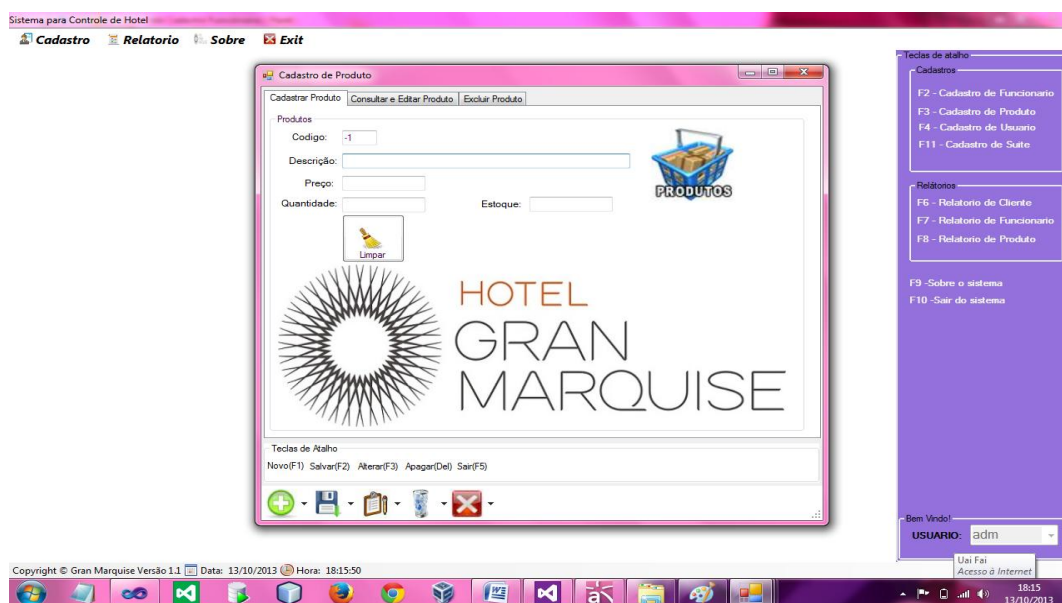 Sistema para Controle de Hotel
Cadastro Relatorio Sobre Exit
Cadastro de Produto
Cadastrar Produto Consultar e Editar Produto Excluir Produto
Produtos
Codigo: -1
Descrição:
Preço:
Quantidade: Estoque:
PRODUTOS
Limpar
HOTEL
GRAN
MARQUISE
Teclas de Atalho
Novo(F1) Salvar(F2) Alterar(F3) Apagar(Del) Sair(F5)
Teclas de atalho
Cadastros
F2 - Cadastro de Funcionario
F3 - Cadastro de Produto
F4 - Cadastro de Usuario
F11 - Cadastro de Suite
Relátorios
F6 - Relatorio de Cliente
F7 - Relatorio de Funcionario
F8 - Relatorio de Produto
F9 -Sobre o sistema
F10 -Sair do sistema
Bem Vindo!
USUARIO: adm
Uai Fai
Acesso à Internet
Copyright © Gran Marquise Versão 1.1 Data: 13/10/2013 Hora: 18:15:50
18:15
13/10/2013